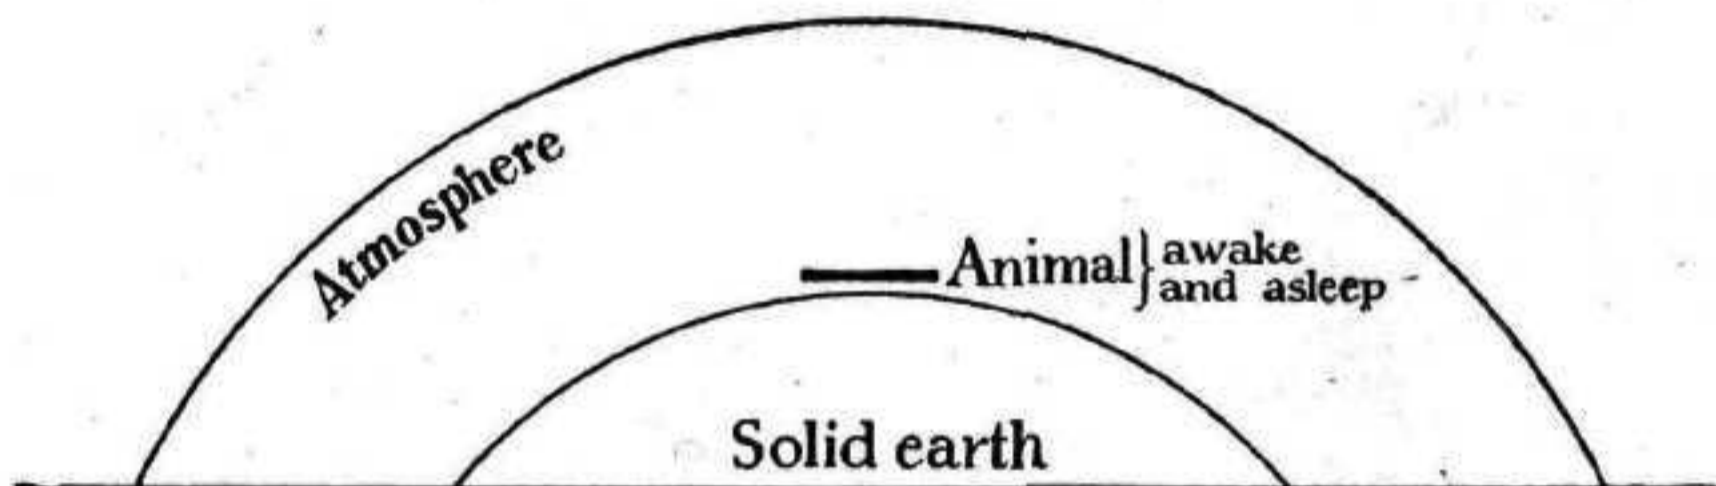 Atmosphere
Animal } awake
and asleep
Solid earth